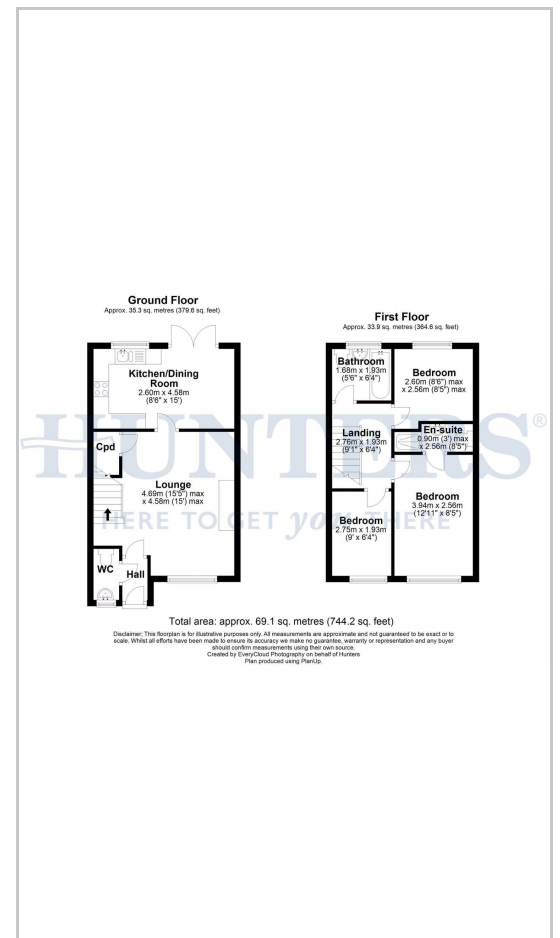 Ground Floor
Approx. 35.3 sq. metres (379.6 sq. feet)
Kitchen/Dining
Room
2.60m x 4.58m
(8'6" x 15')
Cpd
Lounge
4.69m (15'5") max
x 4.58m (15') max
WC
Hall
First Floor
Approx. 33.9 sq. metres (364.6 sq. feet)
Bathroom
1.68m x 1.93m
(5'6" x 6'4")
Bedroom
2.60m (8'6") max
x 2.56m (8'5") max
Landing
2.76m x 1.93m
(9'1" x 6'4")
En-suite
0.90m (3') max
x 2.56m (8'5")
Bedroom
2.75m x 1.93m
(9' x 6'4")
Bedroom
3.94m x 2.56m
(12'11" x 8'5")
HUNTERS®
HERE TO GET you THERE
Total area: approx. 69.1 sq. metres (744.2 sq. feet)
Disclaimer; This floorplan is for illustrative purposes only. All measurements are approximate and not guaranteed to be exact or to
scale. Whilst all efforts have been made to ensure its accuracy we make no guarantee, warranty or representation and any buyer
should confirm measurements using their own source.
Created by EveryCloud Photography on behalf of Hunters
Plan produced using PlanUp.